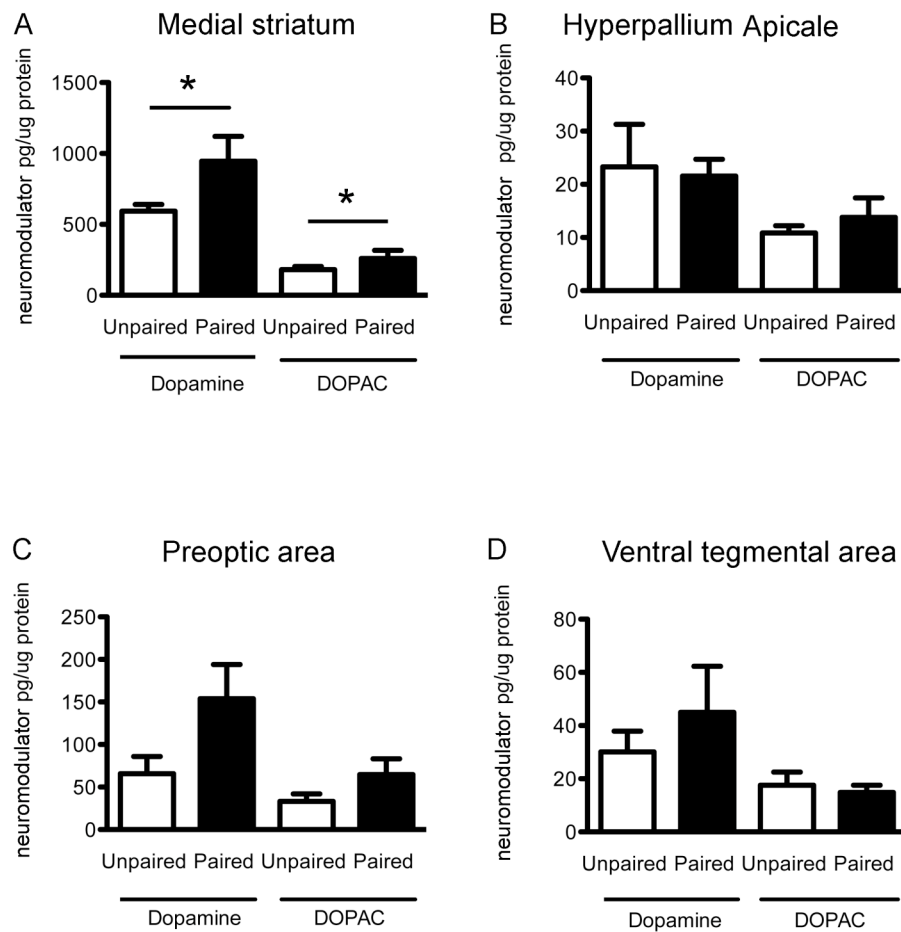 A
Medial striatum
neuromodulator pg/ug protein
1500
1000
500
0
*
*
Unpaired Paired Unpaired Paired
Dopamine
DOPAC
B
Hyperpallium Apicale
neuromodulator pg/ug protein
40
30
20
10
0
Unpaired Paired Unpaired Paired
Dopamine
DOPAC
C
Preoptic area
neuromodulator pg/ug protein
250
200
150
100
50
0
Unpaired Paired Unpaired Paired
Dopamine
DOPAC
D
Ventral tegmental area
neuromodulator pg/ug protein
80
60
40
20
0
Unpaired Paired Unpaired Paired
Dopamine
DOPAC